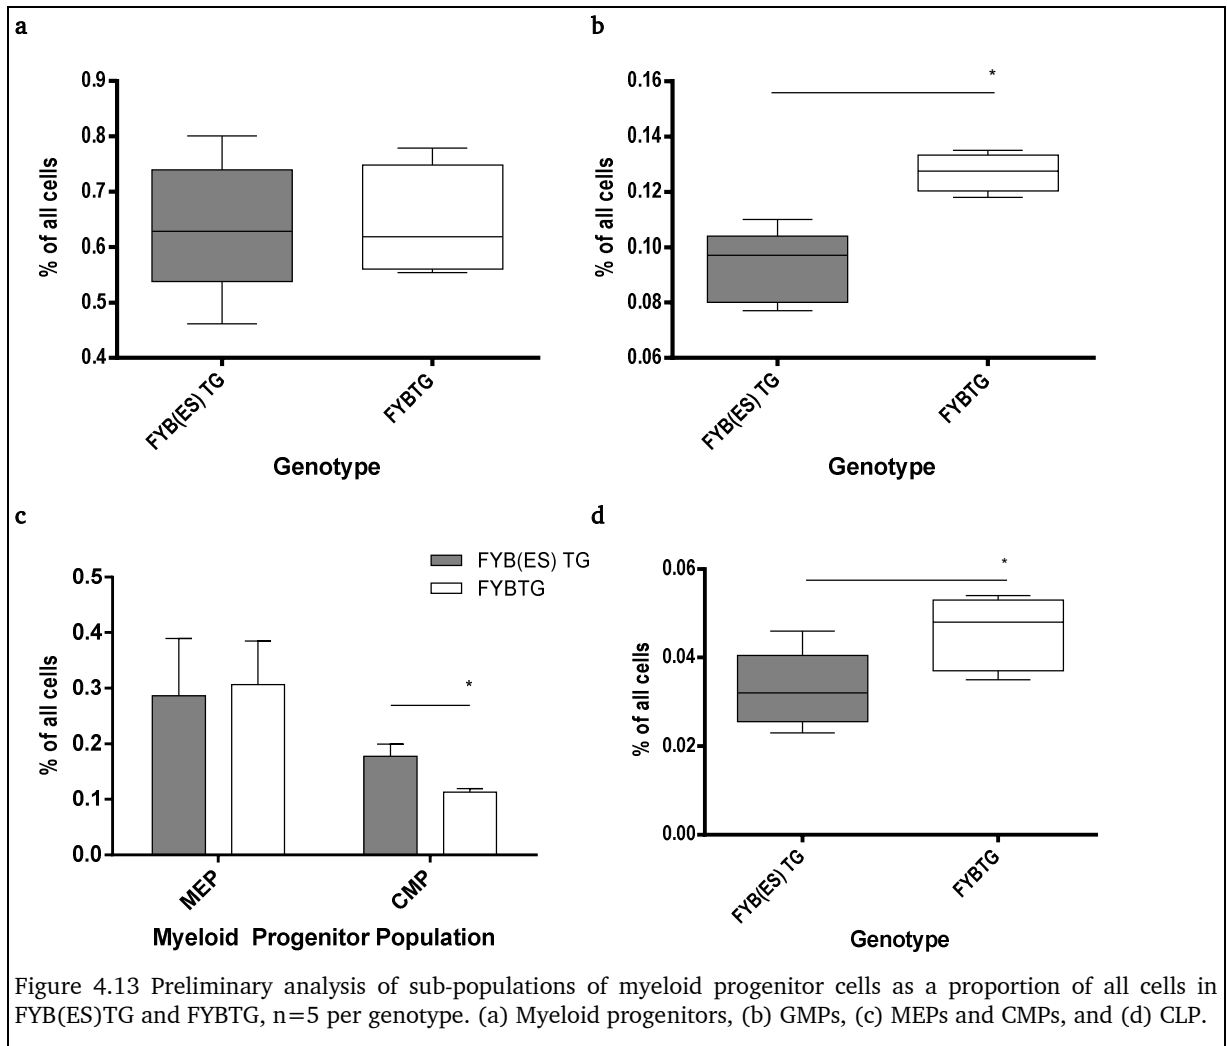 a
0.9
0.8
0.7
0.6
0.5
0.4
% of all cells
FYB(ES) TG
FYBTG
Genotype
b
*
0.16
0.14
0.12
0.10
0.08
0.06
% of all cells
FYB(ES) TG
FYBTG
Genotype
c
FYB(ES) TG
FYBTG
0.5
0.4
0.3
0.2
0.1
0.0
% of all cells
*
MEP
CMP
Myeloid Progenitor Population
d
*
0.06
0.04
0.02
0.00
% of all cells
FYB(ES) TG
FYBTG
Genotype
Figure 4.13 Preliminary analysis of sub-populations of myeloid progenitor cells as a proportion of all cells in
FYB(ES)TG and FYBTG, n=5 per genotype. (a) Myeloid progenitors, (b) GMPs, (c) MEPs and CMPs, and (d) CLP.